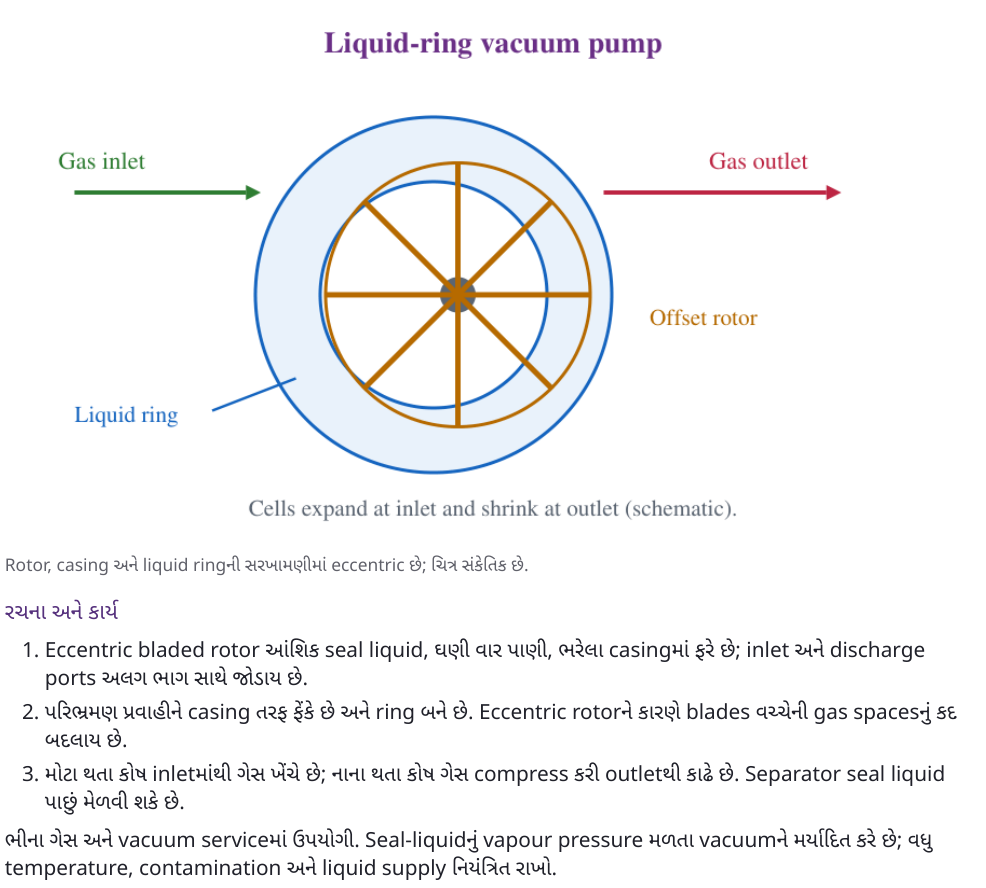 Liquid-ring vacuum pump
Gas inlet
Gas outlet
Offset rotor
Liquid ring
Cells expand at inlet and shrink at outlet (schematic).
Rotor, casing અને liquid ringની સરખામણીમાં eccentric છે; ચિત્ર સંકેતિક છે.
રચના અને કાર્ય
1. Eccentric bladed rotor આંશિક seal liquid, ઘણી વાર પાણી, ભરેલા casingમાં ફરે છે; inlet અને discharge
ports અલગ ભાગ સાથે જોડાય છે.
2. પરિભ્રમણ પ્રવાહીને casing તરફ ફેંકે છે અને ring બને છે. Eccentric rotorને કારણે blades વચ્ચેની gas spacesનું કદ
બદલાય છે.
3. મોટા થતા કોષ inletમાંથી ગેસ ખેંચે છે; નાના થતા કોષ ગેસ compress કરી outletથી કાઢે છે. Separator seal liquid
પાછું મેળવી શકે છે.
ભીના ગેસ અને vacuum serviceમાં ઉપયોગી. Seal-liquidનું vapour pressure મળતા vacuumને મર્યાદિત કરે છે; વધુ
temperature, contamination અને liquid supply નિયંત્રિત રાખો.